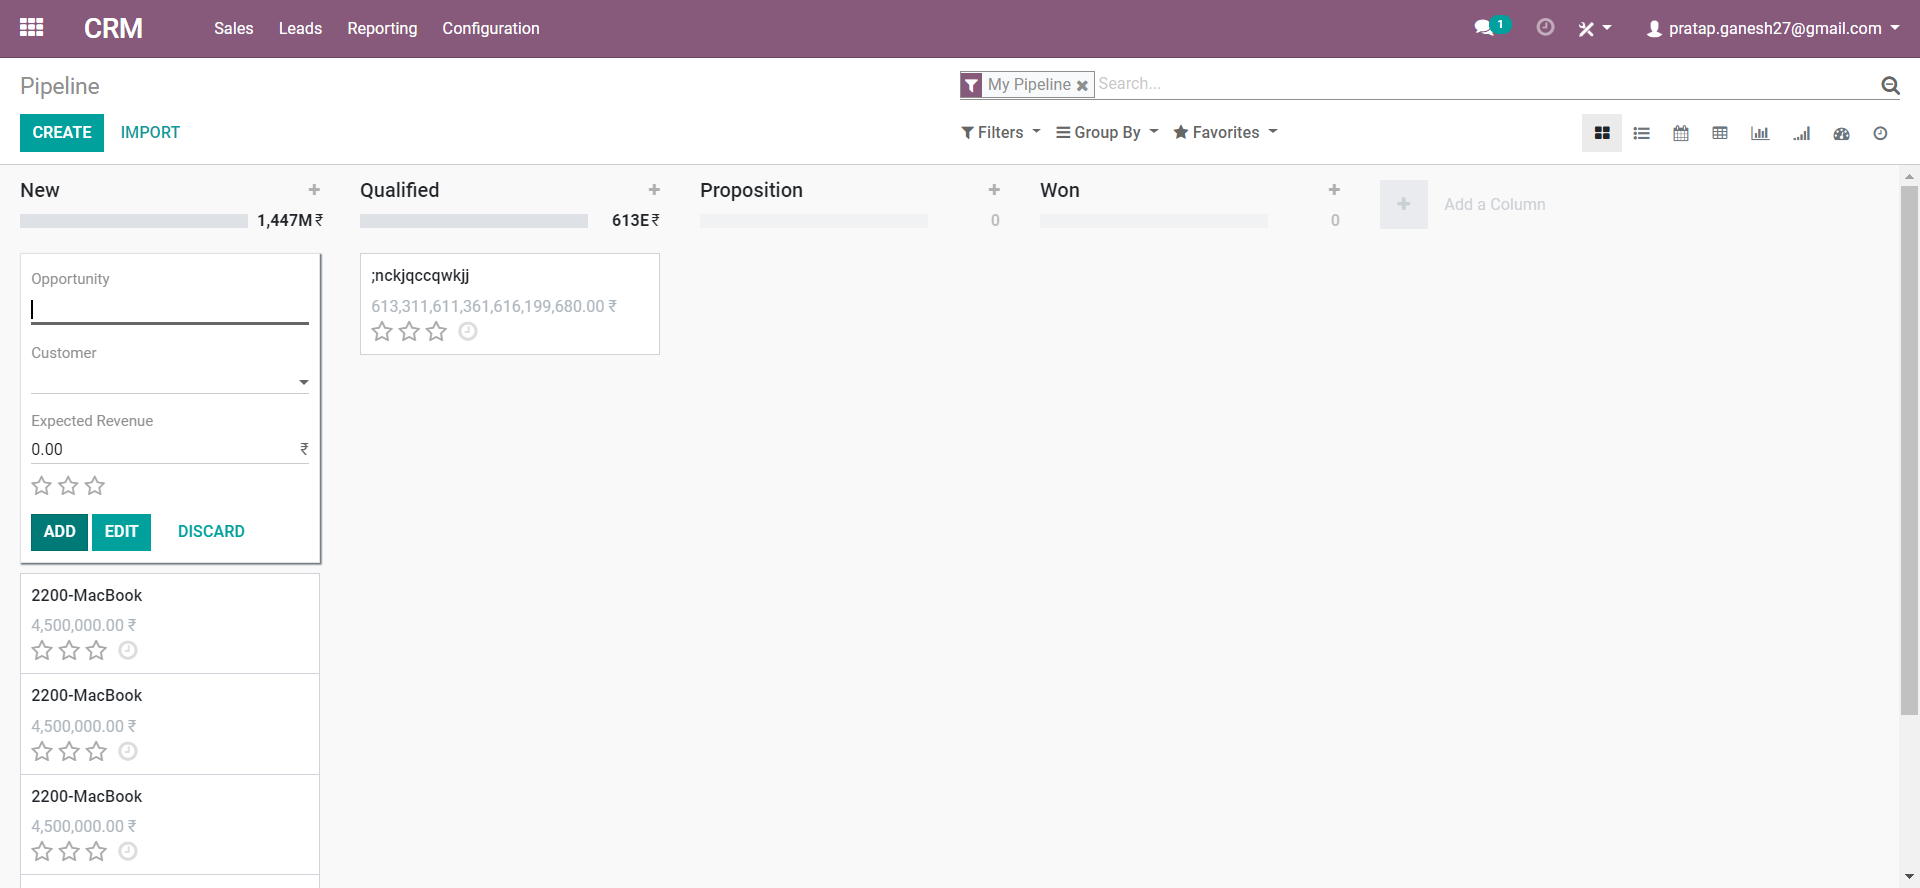 CRM Sales Leads Reporting Configuration 1 pratap.ganesh27@gmail.com
Pipeline My Pipeline Search...
CREATE IMPORT Filters Group By Favorites
New Qualified Proposition Won Add a Column
1,447M ₹ 613E ₹ 0 0
Opportunity
Customer
Expected Revenue
0.00 ₹
ADD EDIT DISCARD
2200-MacBook
4,500,000.00 ₹
2200-MacBook
4,500,000.00 ₹
2200-MacBook
4,500,000.00 ₹
;nckjqccqwkjj
613,311,611,361,616,199,680.00 ₹